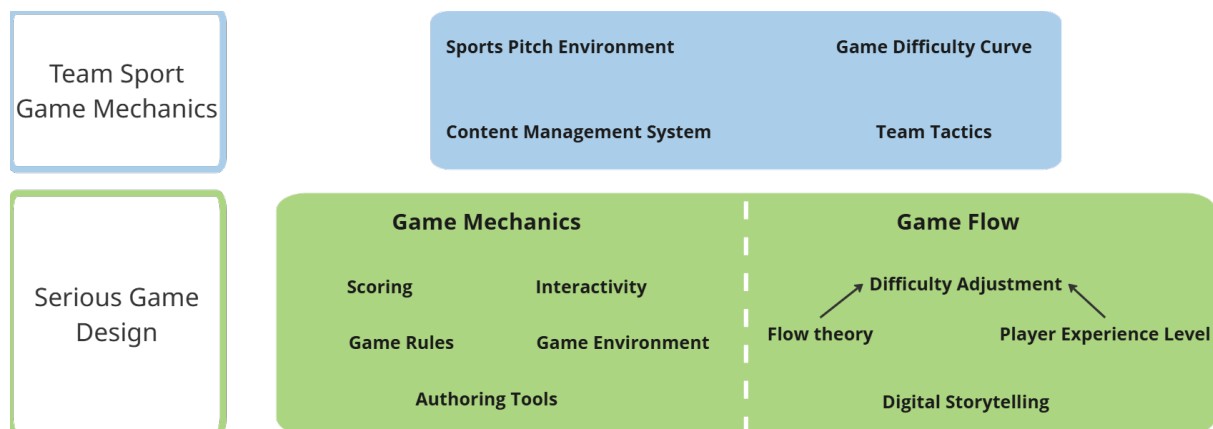 Team Sport
Game Mechanics
Sports Pitch Environment
Game Difficulty Curve
Content Management System
Team Tactics
Serious Game
Design
Game Mechanics
Scoring
Interactivity
Game Rules
Game Environment
Authoring Tools
Game Flow
Difficulty Adjustment
Flow theory
Player Experience Level
Digital Storytelling